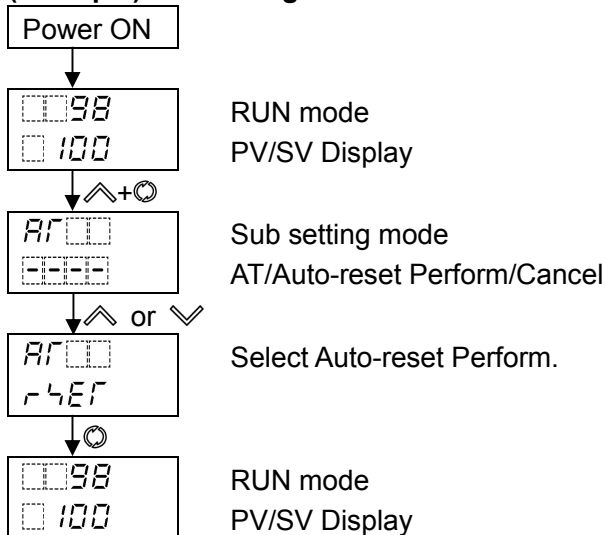 Power ON
98
RUN mode
100
PV/SV Display
+
AT
Sub setting mode
----
AT/Auto-reset Perform/Cancel
or
AT
Select Auto-reset Perform.
rSET
98
RUN mode
100
PV/SV Display